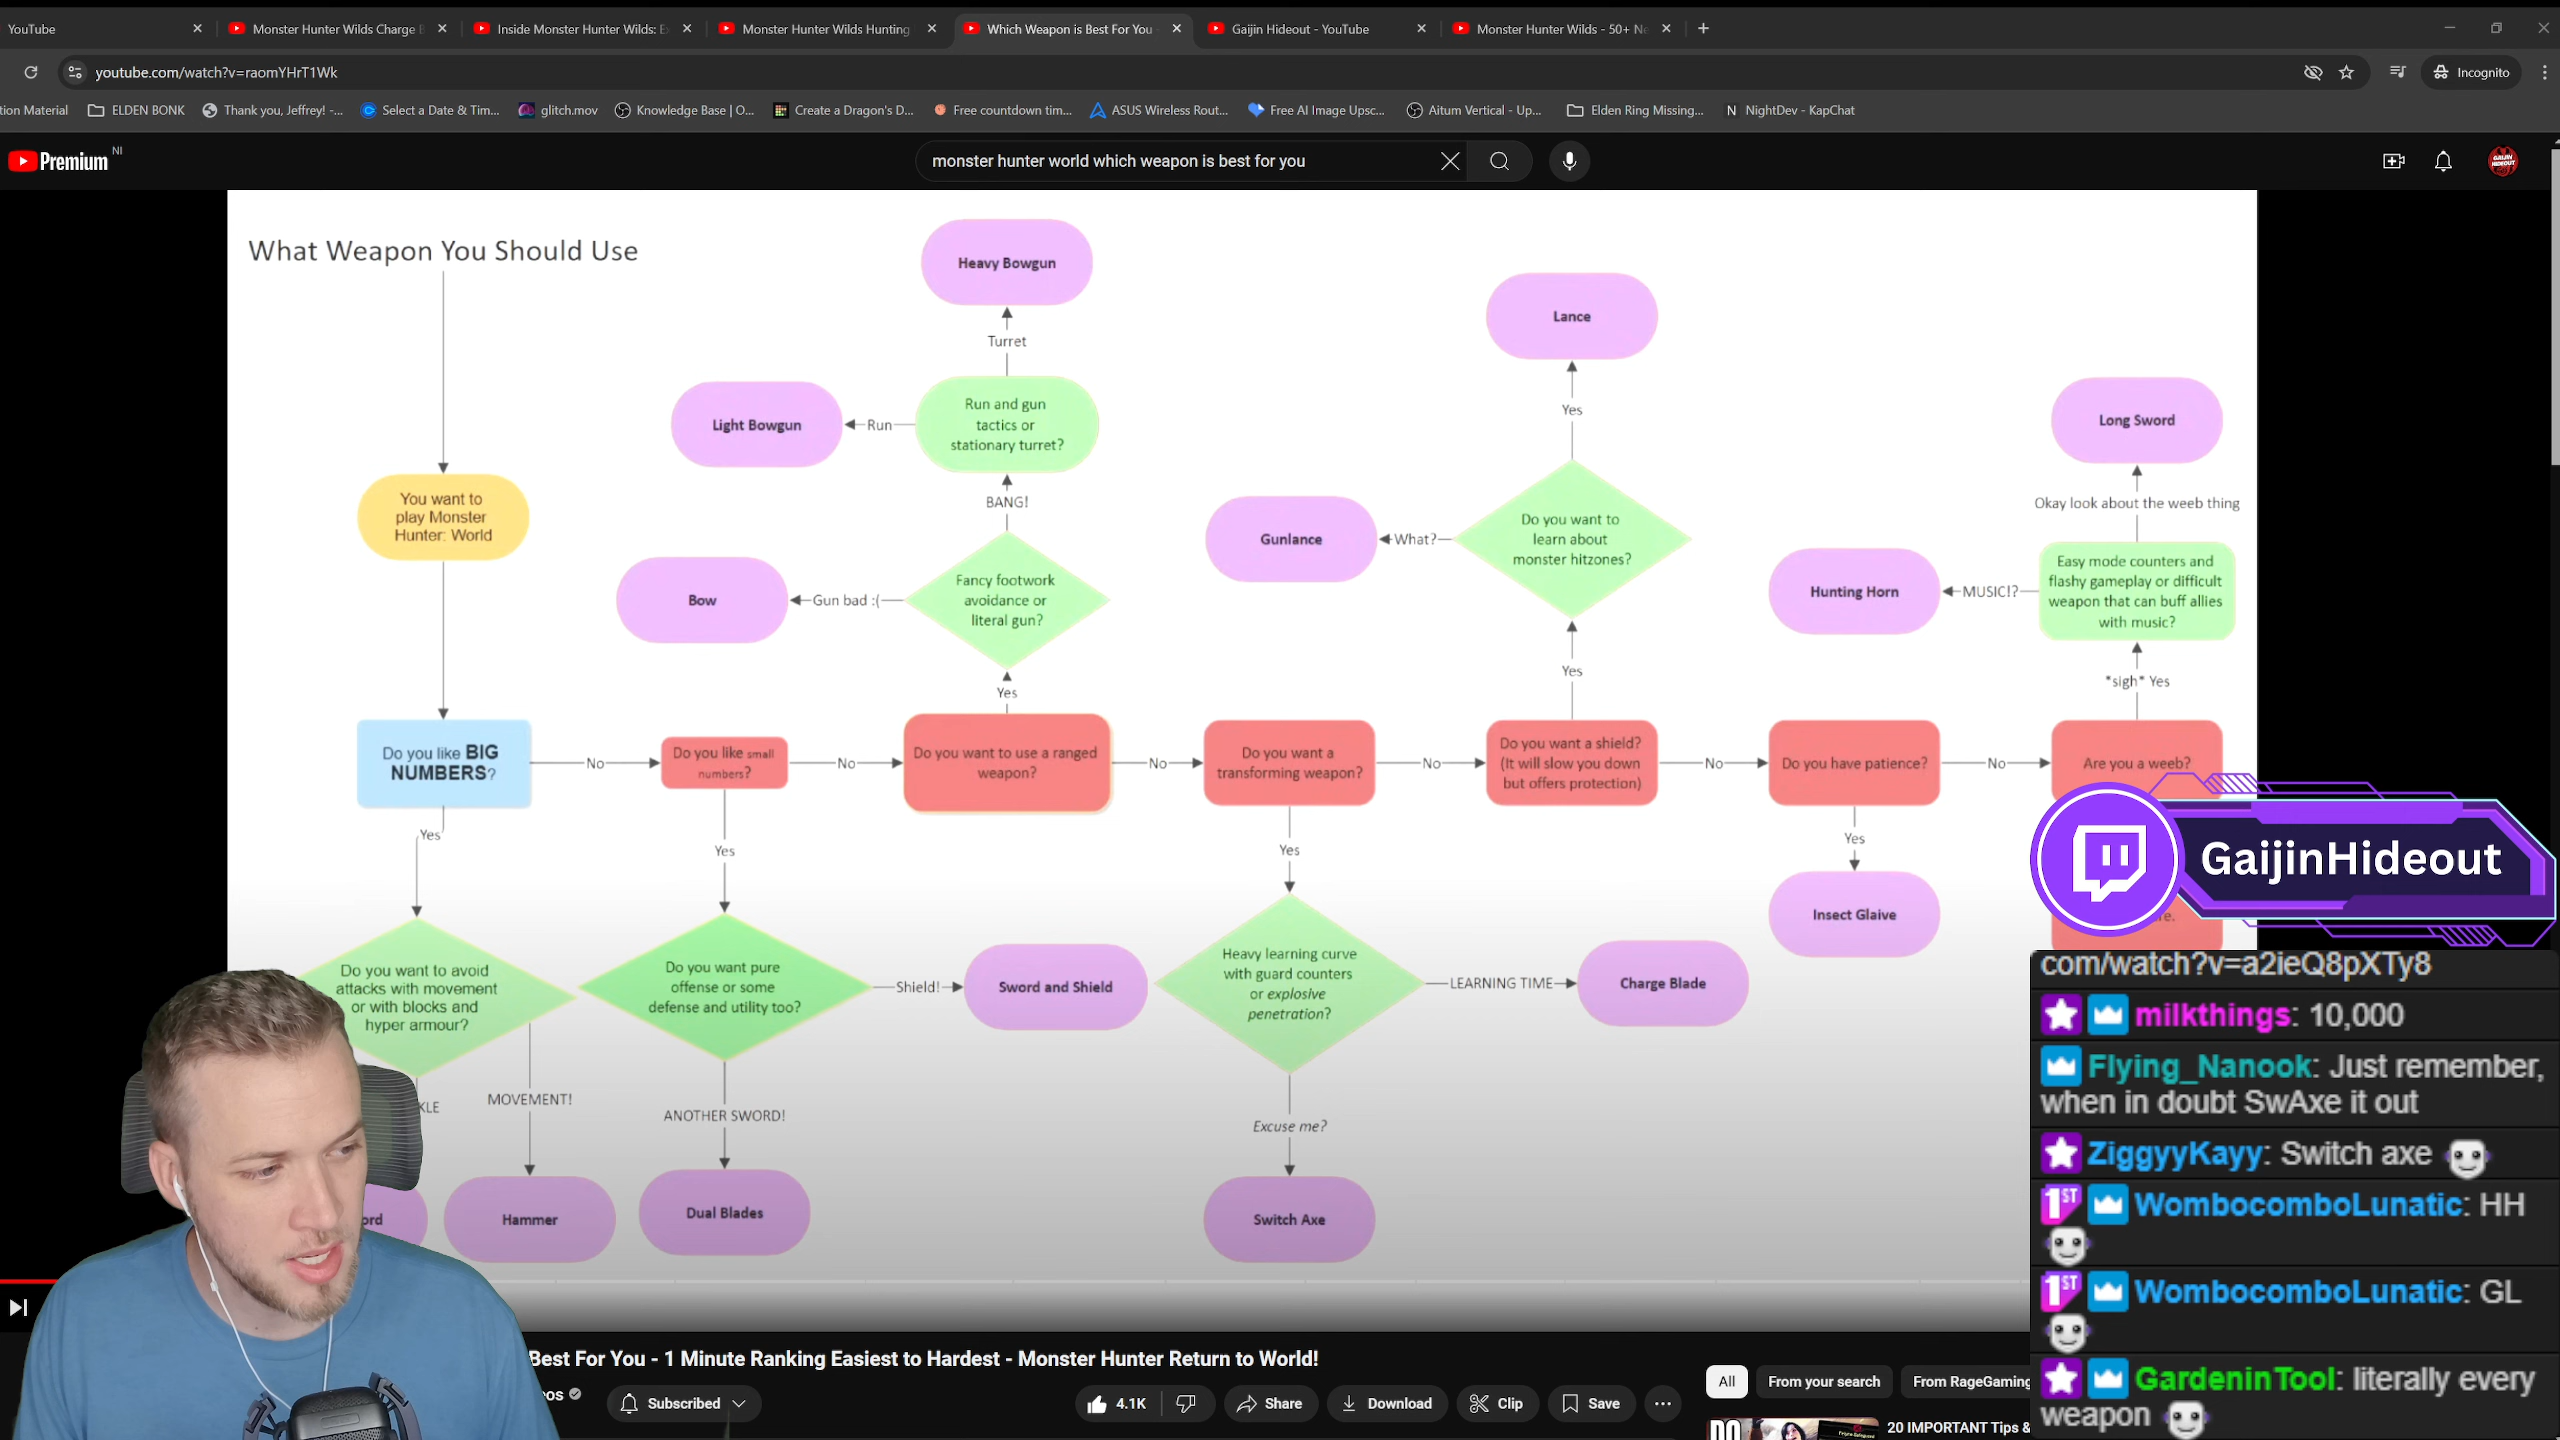 YouTube
Monster Hunter Wilds Charge B
Inside Monster Hunter Wilds: E
Monster Hunter Wilds Hunting
Which Weapon is Best For You -
Gaijin Hideout - YouTube
Monster Hunter Wilds - 50+ Ne
youtube.com/watch?v=raomYHrT1Wk
Incognito
tion Material
ELDEN BONK
Thank you, Jeffrey! -...
Select a Date & Tim...
glitch.mov
Knowledge Base | O...
Create a Dragon's D...
Free countdown tim...
ASUS Wireless Rout...
Free AI Image Upsc...
Aitum Vertical - Up...
Elden Ring Missing...
NightDev - KapChat
Premium NI
monster hunter world which weapon is best for you
What Weapon You Should Use
Heavy Bowgun
Turret
Lance
Light Bowgun
Run
Run and gun
tactics or
stationary turret?
Yes
Long Sword
BANG!
Okay look about the weeb thing
You want to
play Monster
Hunter: World
Gunlance
What?
Do you want to
learn about
monster hitzones?
Bow
Gun bad :(
Fancy footwork
avoidance or
literal gun?
Hunting Horn
MUSIC!?
Easy mode counters and
flashy gameplay or difficult
weapon that can buff allies
with music?
Yes
Yes
*sigh* Yes
Do you like BIG
NUMBERS?
No
Do you like small
numbers?
No
Do you want to use a ranged
weapon?
No
Do you want a
transforming weapon?
No
Do you want a shield?
(It will slow you down
but offers protection)
No
Do you have patience?
No
Are you a weeb?
Yes
Yes
Yes
Yes
GaijinHideout
Insect Glaive
re.
Do you want to avoid
attacks with movement
or with blocks and
hyper armour?
Do you want pure
offense or some
defense and utility too?
Shield!
Sword and Shield
Heavy learning curve
with guard counters
or explosive
penetration?
LEARNING TIME
Charge Blade
KLE
MOVEMENT!
ANOTHER SWORD!
Excuse me?
ord
Hammer
Dual Blades
Switch Axe
com/watch?v=a2ieQ8pXTy8
milkthings: 10,000
Flying_Nanook: Just remember,
when in doubt SwAxe it out
ZiggyyKayy: Switch axe
1ST WombocomboLunatic: HH
1ST WombocomboLunatic: GL
GardeninTool: literally every
weapon
Best For You - 1 Minute Ranking Easiest to Hardest - Monster Hunter Return to World!
eos
Subscribed
4.1K
Share
Download
Clip
Save
All
From your search
From RageGaming
20 IMPORTANT Tips &
DO